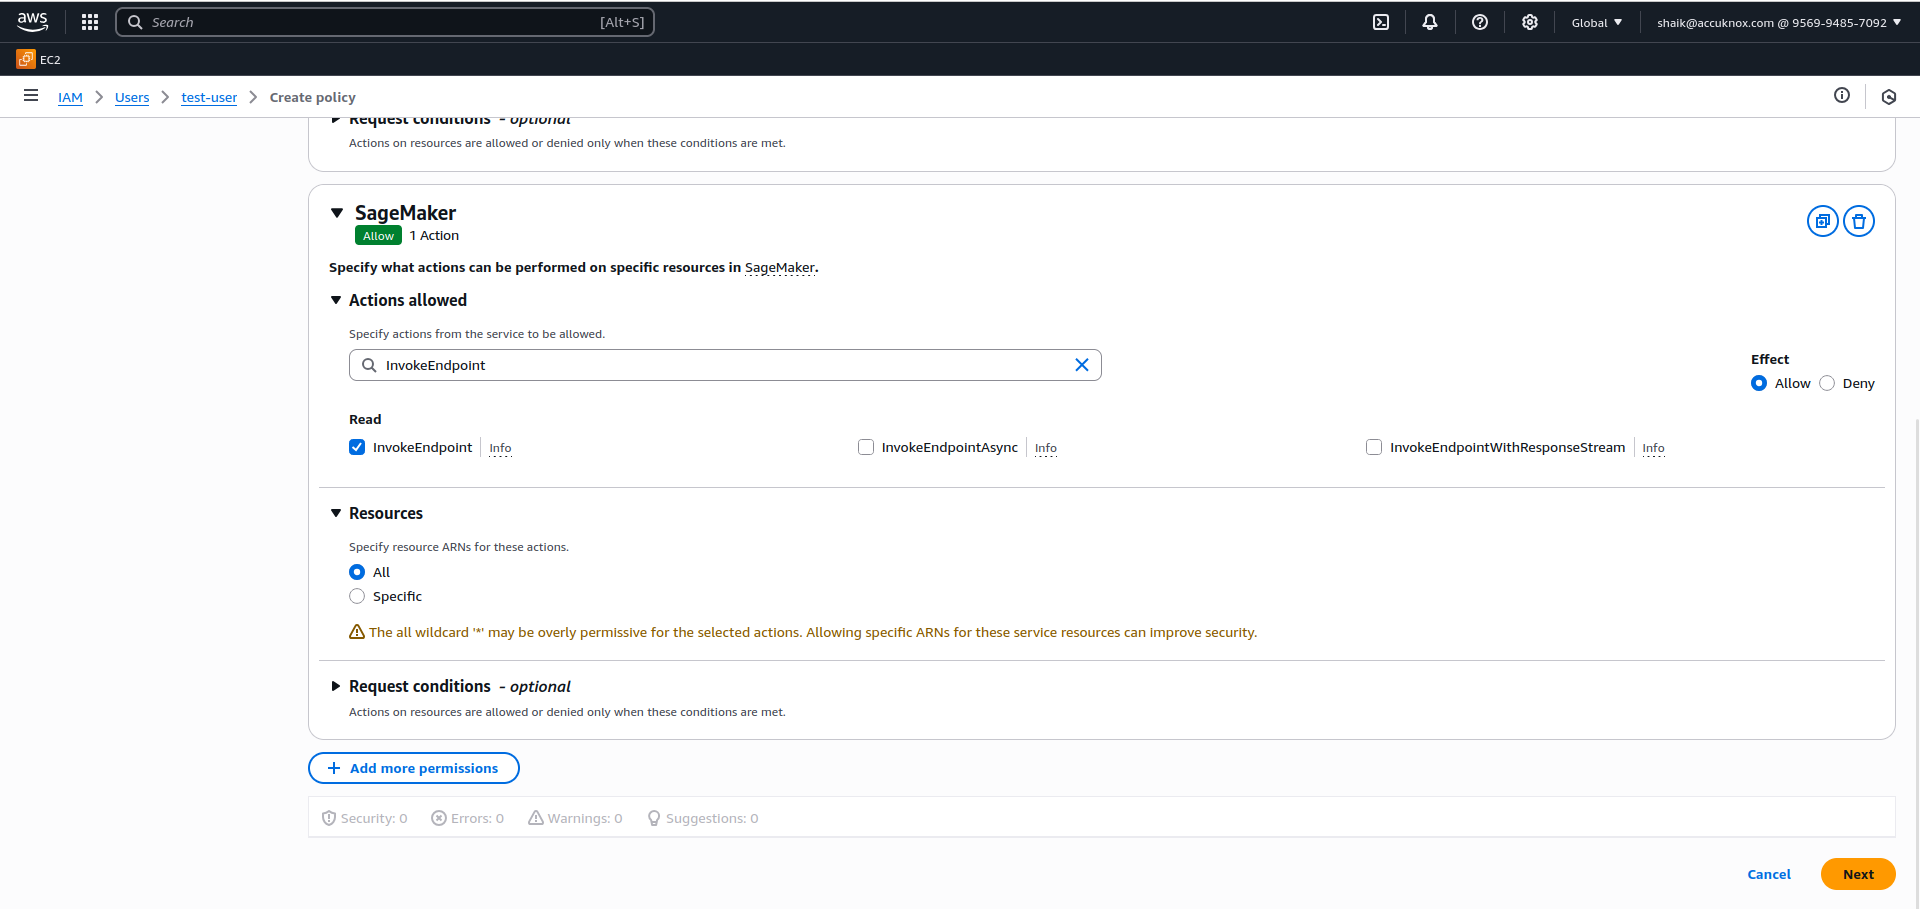 aws
Search [Alt+S]
Global shaik@accuknox.com @ 9569-9485-7092
EC2
IAM Users test-user Create policy
Request conditions - optional
Actions on resources are allowed or denied only when these conditions are met.
SageMaker
Allow 1 Action
Specify what actions can be performed on specific resources in SageMaker.
Actions allowed
Specify actions from the service to be allowed.
InvokeEndpoint
Effect
Allow Deny
Read
InvokeEndpoint Info InvokeEndpointAsync Info InvokeEndpointWithResponseStream Info
Resources
Specify resource ARNs for these actions.
All
Specific
The all wildcard '*' may be overly permissive for the selected actions. Allowing specific ARNs for these service resources can improve security.
Request conditions - optional
Actions on resources are allowed or denied only when these conditions are met.
Add more permissions
Security: 0 Errors: 0 Warnings: 0 Suggestions: 0
Cancel Next